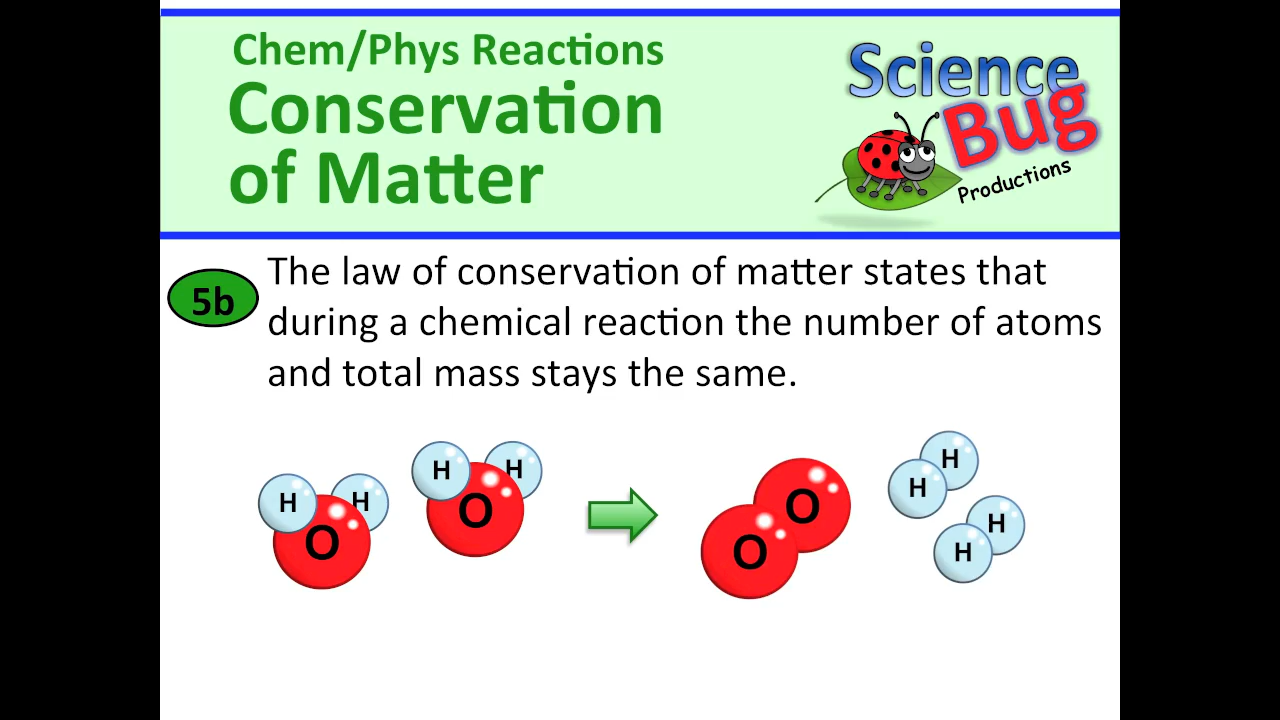 Chem/Phys Reactions
Conservation
of Matter
Science
Bug
Productions
5b
The law of conservation of matter states that
during a chemical reaction the number of atoms
and total mass stays the same.
H H O
H H O
O O
H H
H H